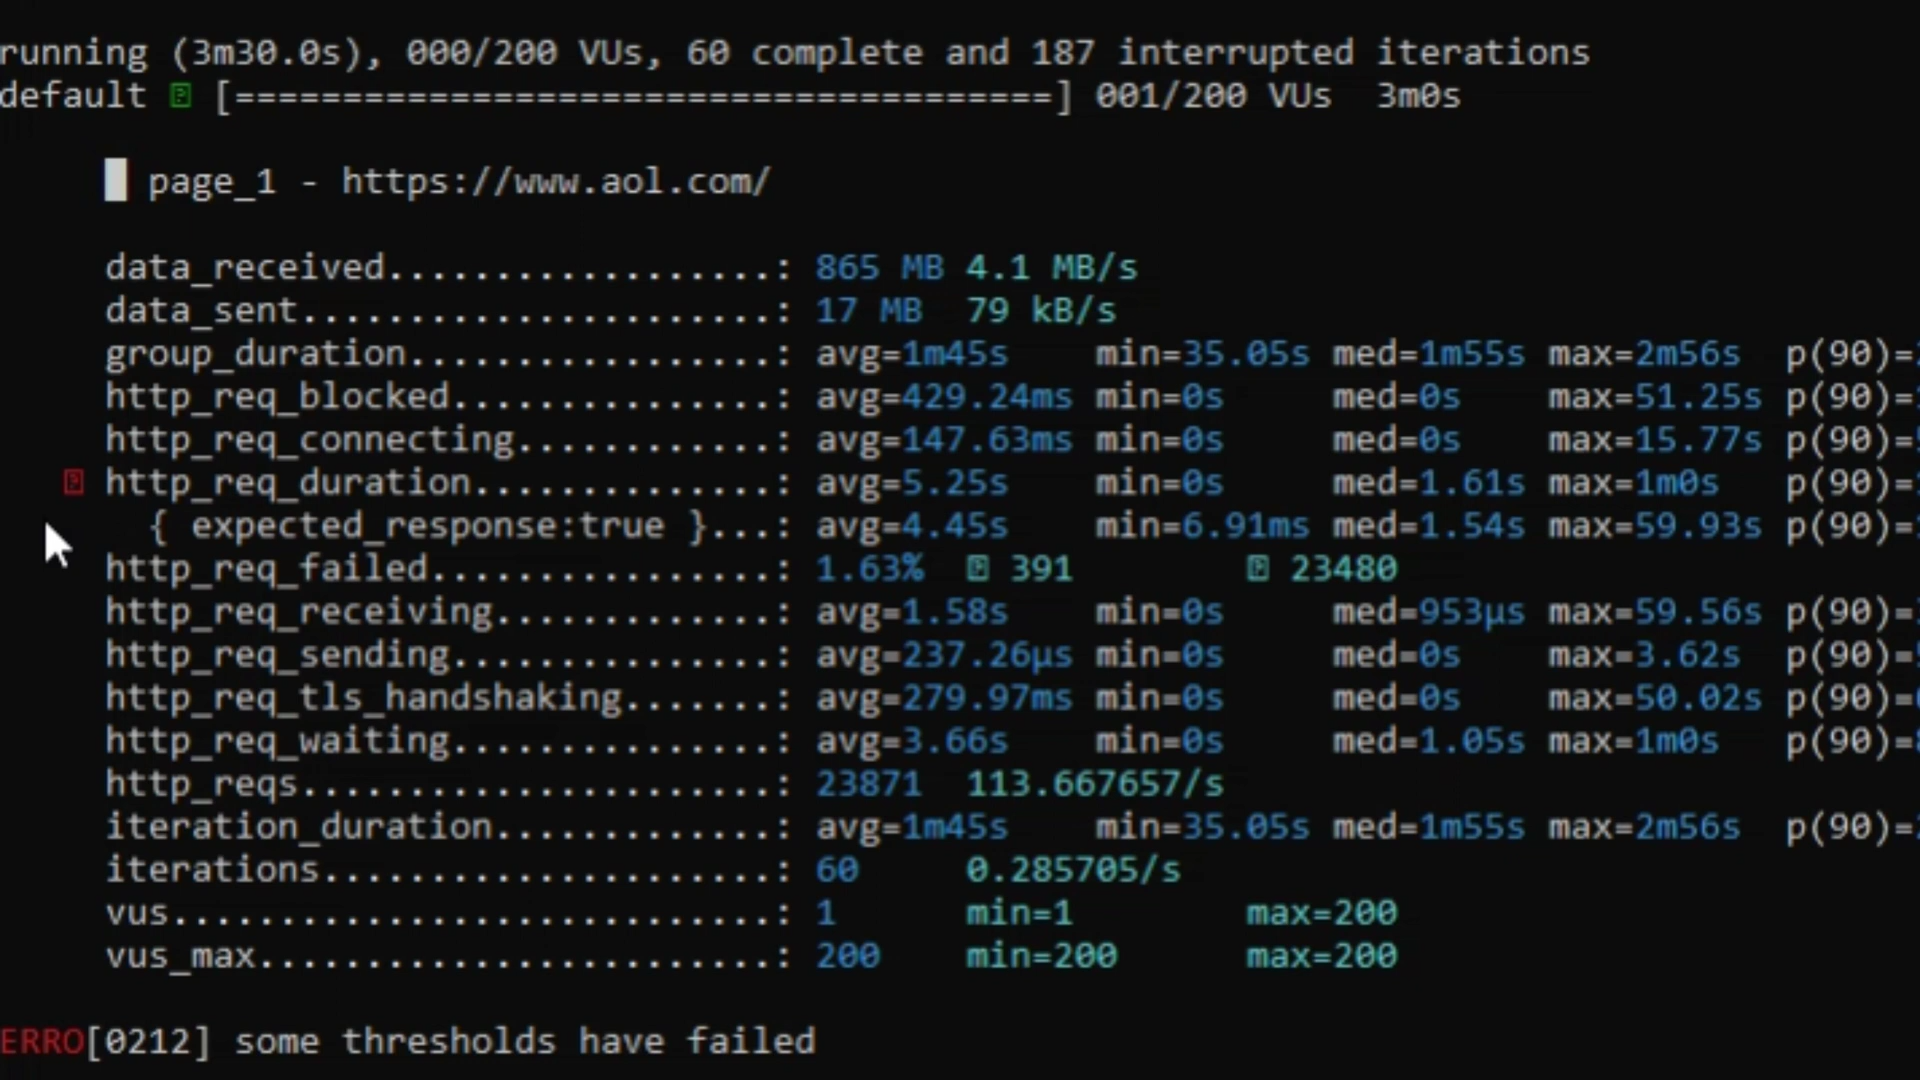 running (3m30.0s), 000/200 VUs, 60 complete and 187 interrupted iterations
default [======================================] 001/200 VUs  3m0s
page_1 - https://www.aol.com/
data_received..................: 865 MB 4.1 MB/s
data_sent......................: 17 MB  79 kB/s
group_duration.................: avg=1m45s    min=35.05s med=1m55s max=2m56s  p(90)=
http_req_blocked...............: avg=429.24ms min=0s     med=0s    max=51.25s p(90)=
http_req_connecting............: avg=147.63ms min=0s     med=0s    max=15.77s p(90)=
http_req_duration..............: avg=5.25s    min=0s     med=1.61s max=1m0s   p(90)=
{ expected_response:true }...: avg=4.45s    min=6.91ms med=1.54s max=59.93s p(90)=
http_req_failed................: 1.63%  391        23480
http_req_receiving.............: avg=1.58s    min=0s     med=953µs max=59.56s p(90)=
http_req_sending...............: avg=237.26µs min=0s     med=0s    max=3.62s  p(90)=
http_req_tls_handshaking.......: avg=279.97ms min=0s     med=0s    max=50.02s p(90)=
http_req_waiting...............: avg=3.66s    min=0s     med=1.05s max=1m0s   p(90)=
http_reqs......................: 23871  113.667657/s
iteration_duration.............: avg=1m45s    min=35.05s med=1m55s max=2m56s  p(90)=
iterations.....................: 60     0.285705/s
vus............................: 1      min=1        max=200
vus_max........................: 200    min=200      max=200
ERRO[0212] some thresholds have failed